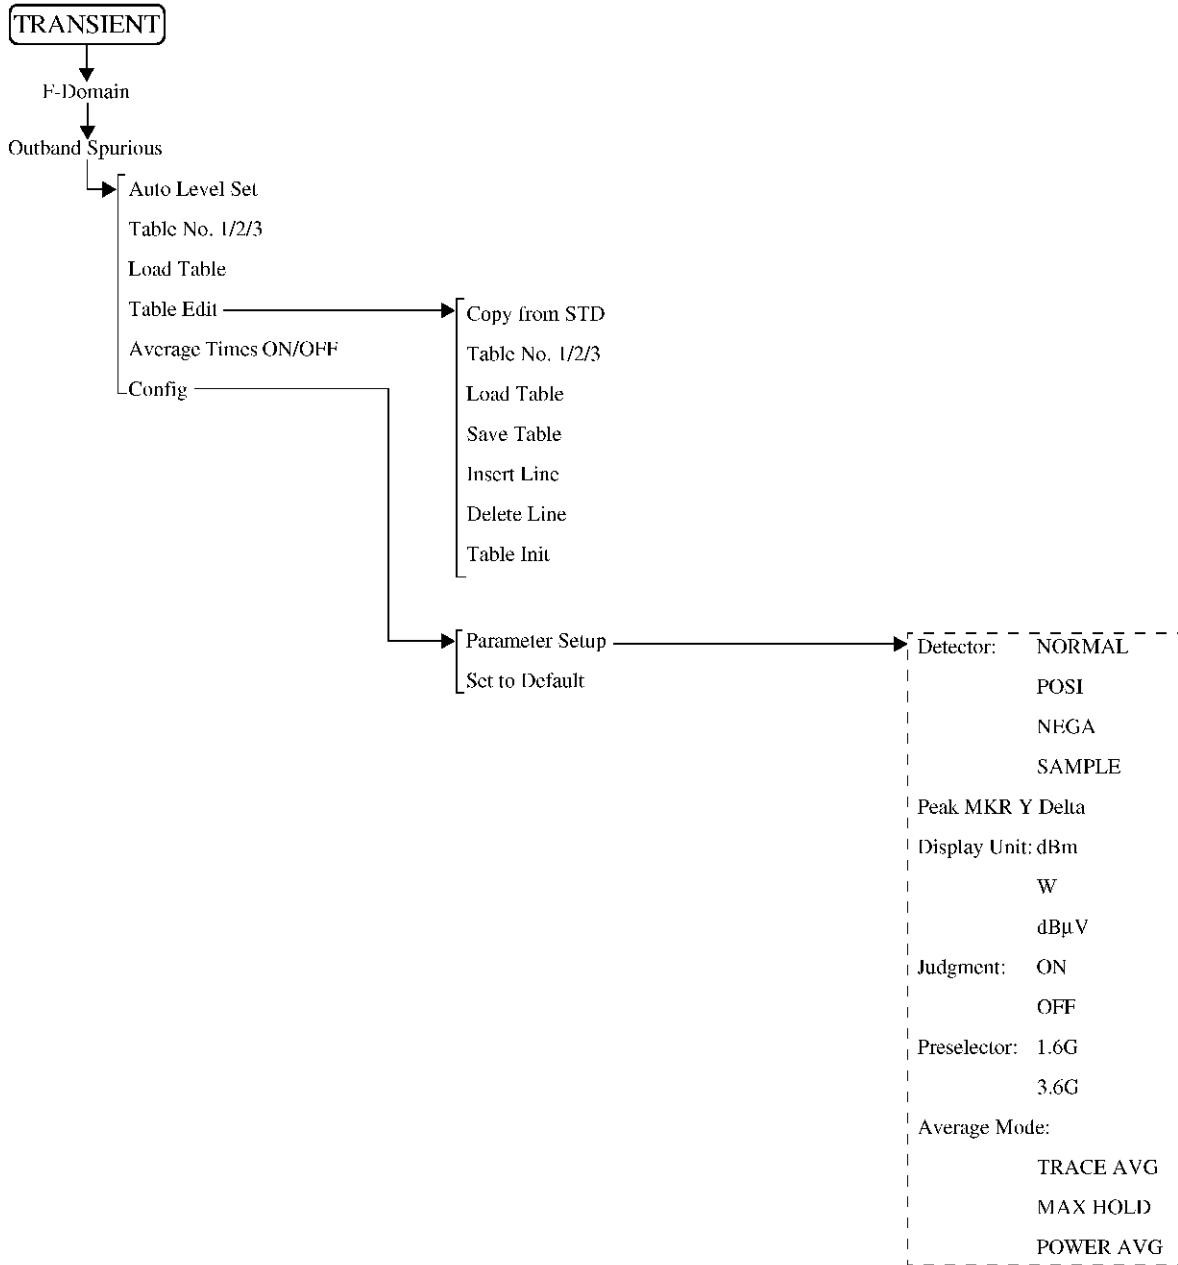 TRANSIENT
F-Domain
Outband Spurious
Auto Level Set
Table No. 1/2/3
Load Table
Table Edit
Average Times ON/OFF
Config
Copy from STD
Table No. 1/2/3
Load Table
Save Table
Insert Line
Delete Line
Table Init
Parameter Setup
Set to Default
Detector: NORMAL
POSI
NEGA
SAMPLE
Peak MKR Y Delta
Display Unit: dBm
W
dBµV
Judgment: ON
OFF
Preselector: 1.6G
3.6G
Average Mode:
TRACE AVG
MAX HOLD
POWER AVG